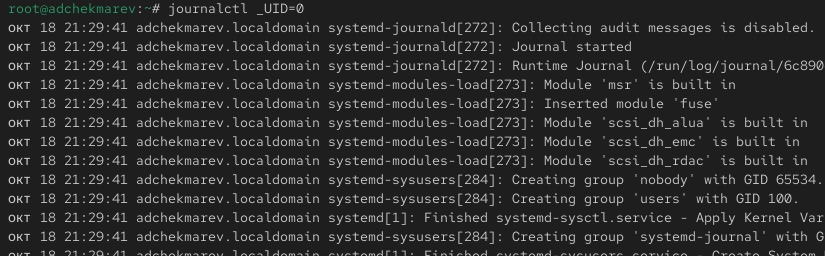 root@adchekmarev:~# journalctl _UID=0
окт 18 21:29:41 adchekmarev.localdomain systemd-journald[272]: Collecting audit messages is disabled.
окт 18 21:29:41 adchekmarev.localdomain systemd-journald[272]: Journal started
окт 18 21:29:41 adchekmarev.localdomain systemd-journald[272]: Runtime Journal (/run/log/journal/6c890
окт 18 21:29:41 adchekmarev.localdomain systemd-modules-load[273]: Module 'msr' is built in
окт 18 21:29:41 adchekmarev.localdomain systemd-modules-load[273]: Inserted module 'fuse'
окт 18 21:29:41 adchekmarev.localdomain systemd-modules-load[273]: Module 'scsi_dh_alua' is built in
окт 18 21:29:41 adchekmarev.localdomain systemd-modules-load[273]: Module 'scsi_dh_emc' is built in
окт 18 21:29:41 adchekmarev.localdomain systemd-modules-load[273]: Module 'scsi_dh_rdac' is built in
окт 18 21:29:41 adchekmarev.localdomain systemd-sysusers[284]: Creating group 'nobody' with GID 65534.
окт 18 21:29:41 adchekmarev.localdomain systemd-sysusers[284]: Creating group 'users' with GID 100.
окт 18 21:29:41 adchekmarev.localdomain systemd[1]: Finished systemd-sysctl.service - Apply Kernel Var
окт 18 21:29:41 adchekmarev.localdomain systemd-sysusers[284]: Creating group 'systemd-journal' with G
окт 18 21:29:41 adchekmarev.localdomain systemd[1]: Finished systemd-sysusers.service - Create System